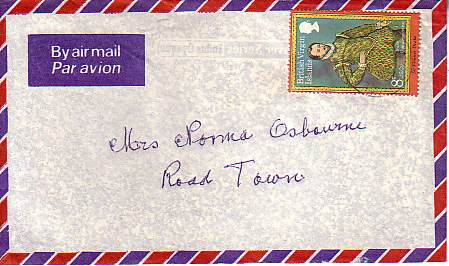 By air mail
Par avion
British Virgin
Islands
8c
Mrs Norma Osbourne
Road Town